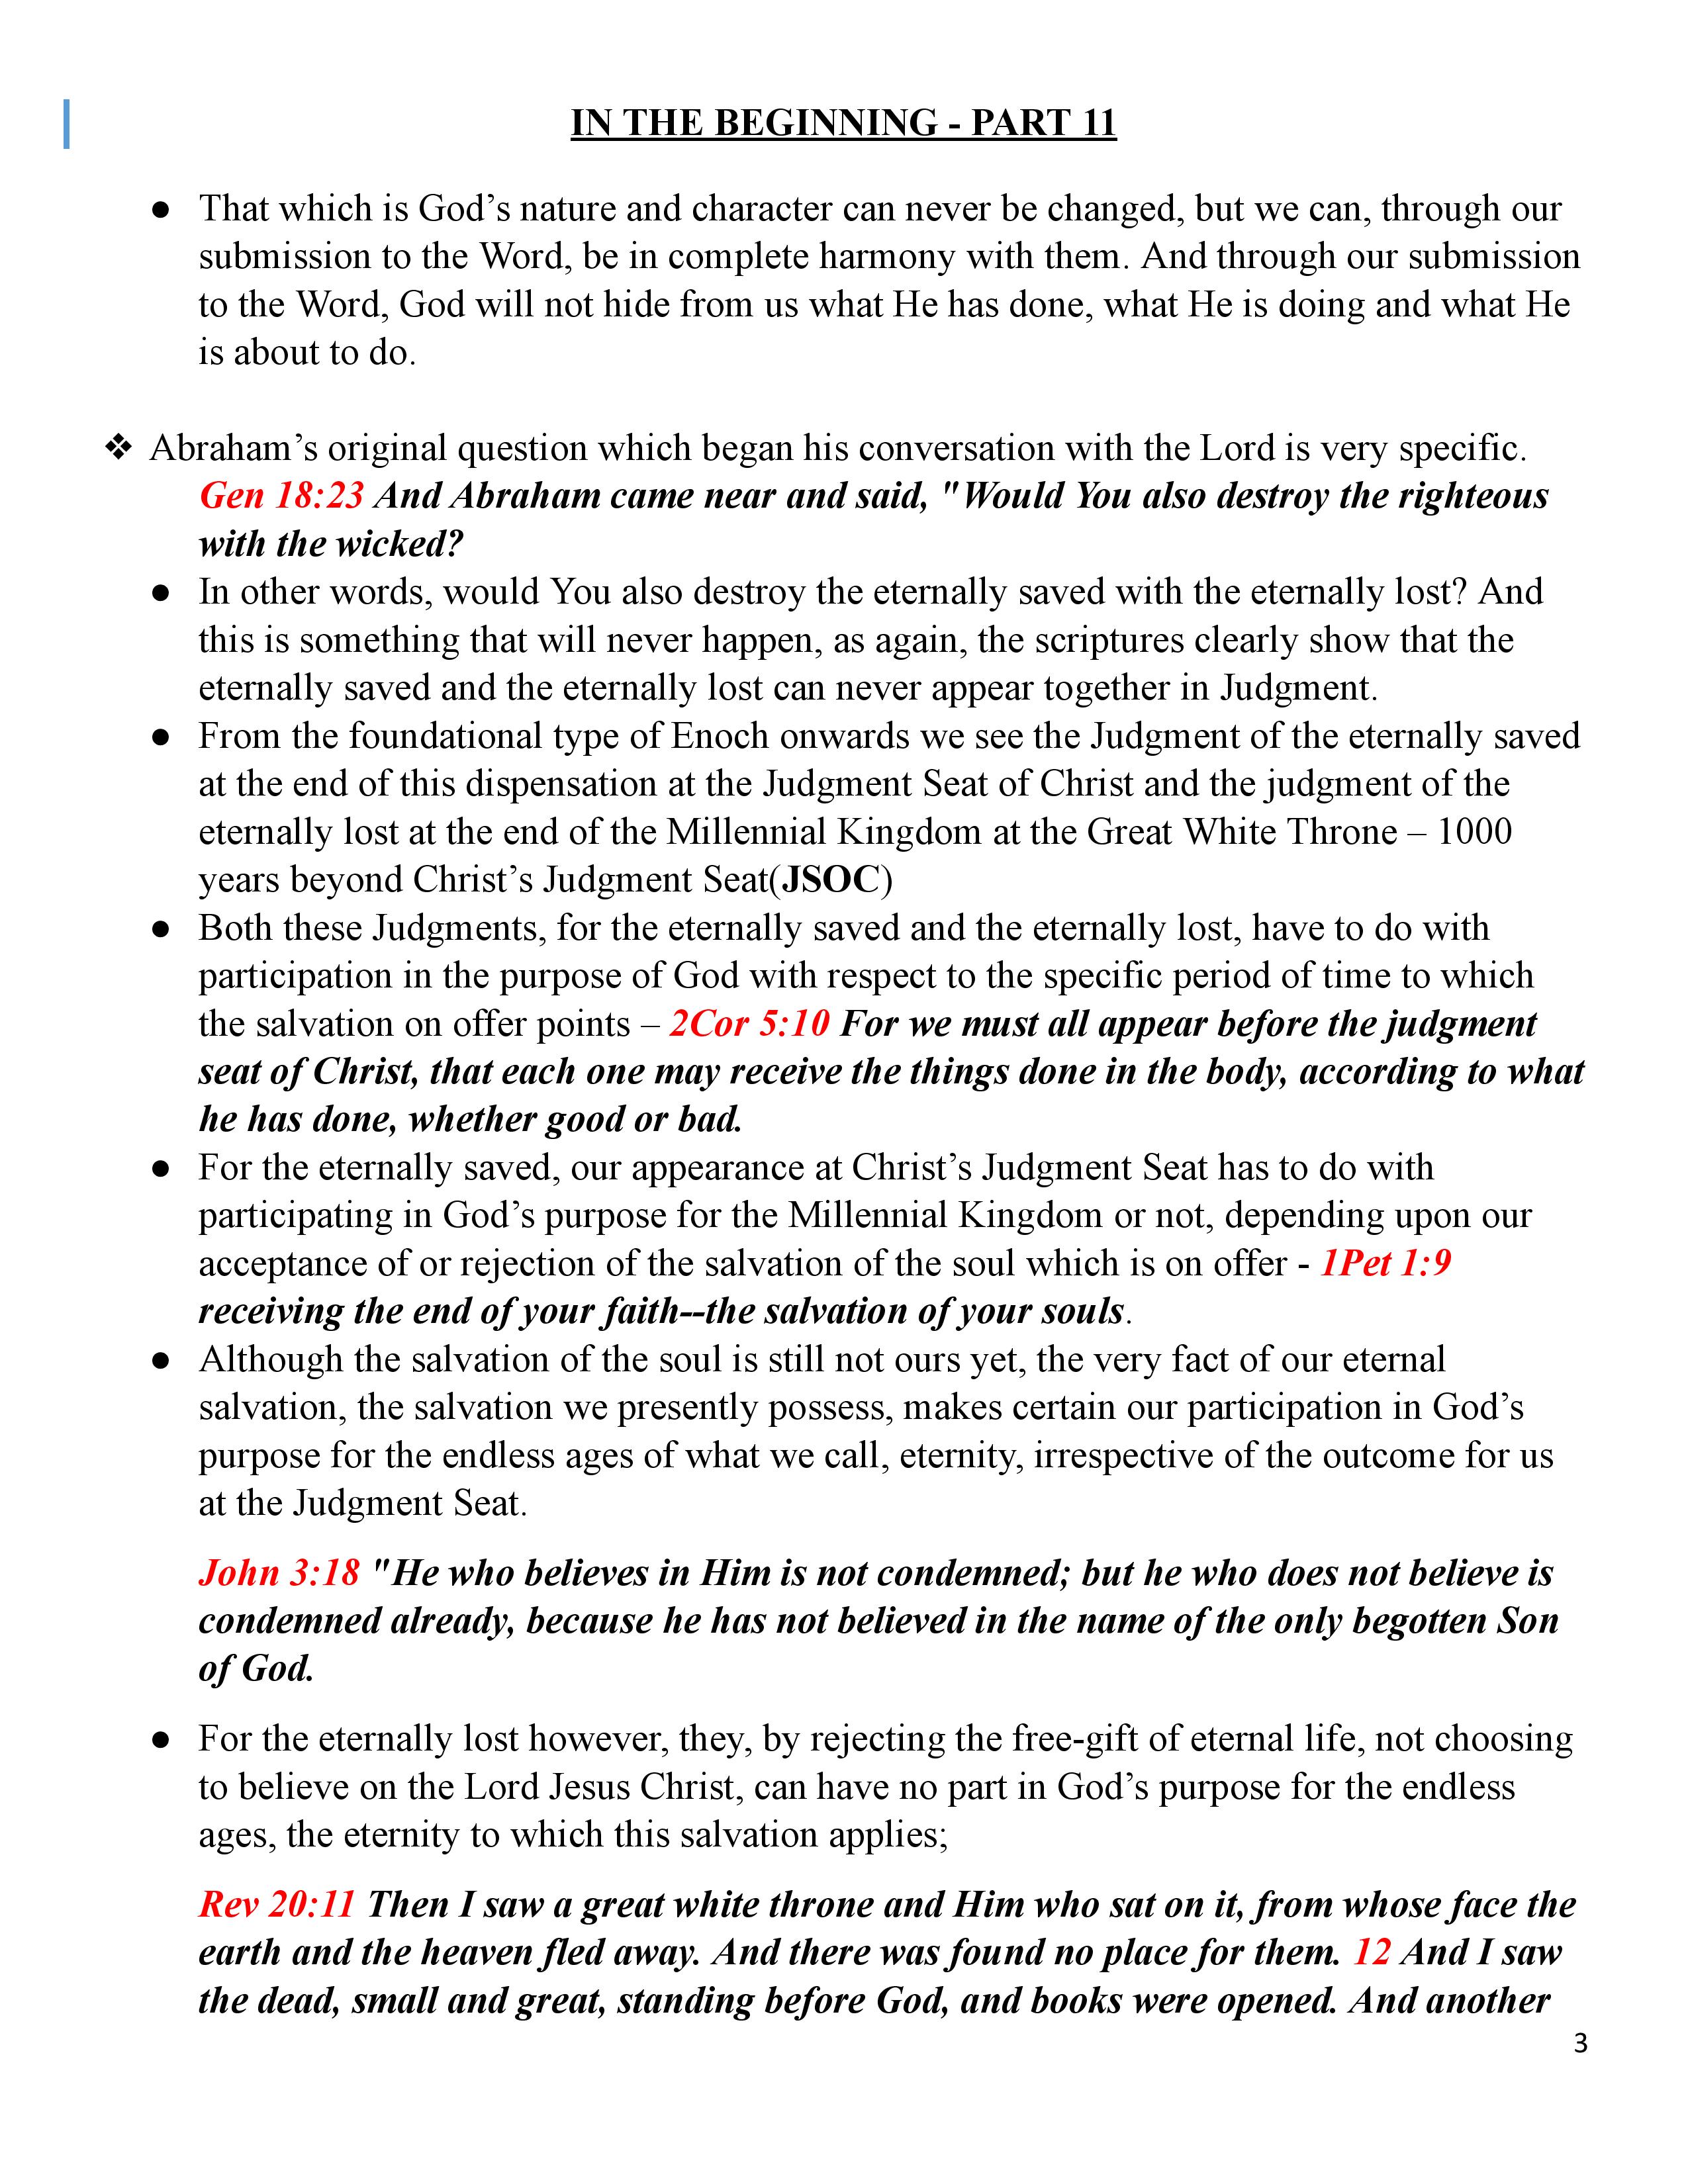 IN THE BEGINNING - PART 11
● That which is God’s nature and character can never be changed, but we can, through our
submission to the Word, be in complete harmony with them. And through our submission
to the Word, God will not hide from us what He has done, what He is doing and what He
is about to do.
❖ Abraham’s original question which began his conversation with the Lord is very specific.
Gen 18:23 And Abraham came near and said, "Would You also destroy the righteous
with the wicked?
● In other words, would You also destroy the eternally saved with the eternally lost? And
this is something that will never happen, as again, the scriptures clearly show that the
eternally saved and the eternally lost can never appear together in Judgment.
● From the foundational type of Enoch onwards we see the Judgment of the eternally saved
at the end of this dispensation at the Judgment Seat of Christ and the judgment of the
eternally lost at the end of the Millennial Kingdom at the Great White Throne – 1000
years beyond Christ’s Judgment Seat(JSOC)
● Both these Judgments, for the eternally saved and the eternally lost, have to do with
participation in the purpose of God with respect to the specific period of time to which
the salvation on offer points – 2Cor 5:10 For we must all appear before the judgment
seat of Christ, that each one may receive the things done in the body, according to what
he has done, whether good or bad.
● For the eternally saved, our appearance at Christ’s Judgment Seat has to do with
participating in God’s purpose for the Millennial Kingdom or not, depending upon our
acceptance of or rejection of the salvation of the soul which is on offer - 1Pet 1:9
receiving the end of your faith--the salvation of your souls.
● Although the salvation of the soul is still not ours yet, the very fact of our eternal
salvation, the salvation we presently possess, makes certain our participation in God’s
purpose for the endless ages of what we call, eternity, irrespective of the outcome for us
at the Judgment Seat.
John 3:18 "He who believes in Him is not condemned; but he who does not believe is
condemned already, because he has not believed in the name of the only begotten Son
of God.
● For the eternally lost however, they, by rejecting the free-gift of eternal life, not choosing
to believe on the Lord Jesus Christ, can have no part in God’s purpose for the endless
ages, the eternity to which this salvation applies;
Rev 20:11 Then I saw a great white throne and Him who sat on it, from whose face the
earth and the heaven fled away. And there was found no place for them. 12 And I saw
the dead, small and great, standing before God, and books were opened. And another
3